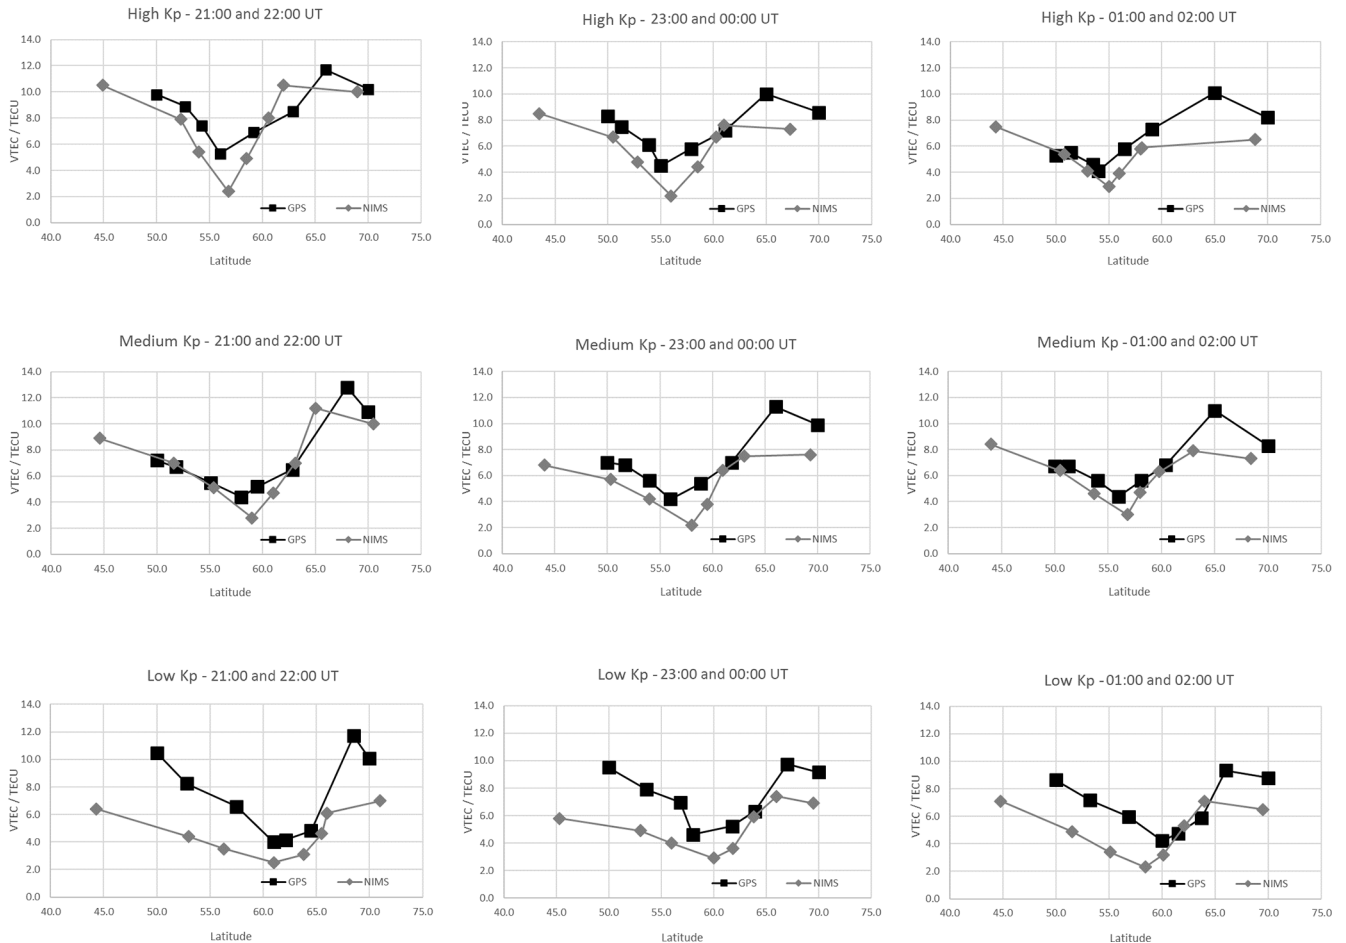 High Kp - 21:00 and 22:00 UT
14.0
12.0
10.0
8.0
6.0
4.0
2.0
0.0
VTEC / TECU
GPS NIMS
40.0 45.0 50.0 55.0 60.0 65.0 70.0 75.0
Latitude
High Kp - 23:00 and 00:00 UT
14.0
12.0
10.0
8.0
6.0
4.0
2.0
0.0
VTEC / TECU
GPS NIMS
40.0 45.0 50.0 55.0 60.0 65.0 70.0 75.0
Latitude
High Kp - 01:00 and 02:00 UT
14.0
12.0
10.0
8.0
6.0
4.0
2.0
0.0
VTEC / TECU
GPS NIMS
40.0 45.0 50.0 55.0 60.0 65.0 70.0 75.0
Latitude
Medium Kp - 21:00 and 22:00 UT
14.0
12.0
10.0
8.0
6.0
4.0
2.0
0.0
VTEC / TECU
GPS NIMS
40.0 45.0 50.0 55.0 60.0 65.0 70.0 75.0
Latitude
Medium Kp - 23:00 and 00:00 UT
14.0
12.0
10.0
8.0
6.0
4.0
2.0
0.0
VTEC / TECU
GPS NIMS
40.0 45.0 50.0 55.0 60.0 65.0 70.0 75.0
Latitude
Medium Kp - 01:00 and 02:00 UT
14.0
12.0
10.0
8.0
6.0
4.0
2.0
0.0
VTEC / TECU
GPS NIMS
40.0 45.0 50.0 55.0 60.0 65.0 70.0 75.0
Latitude
Low Kp - 21:00 and 22:00 UT
14.0
12.0
10.0
8.0
6.0
4.0
2.0
0.0
VTEC / TECU
GPS NIMS
40.0 45.0 50.0 55.0 60.0 65.0 70.0 75.0
Latitude
Low Kp - 23:00 and 00:00 UT
14.0
12.0
10.0
8.0
6.0
4.0
2.0
0.0
VTEC / TECU
GPS NIMS
40.0 45.0 50.0 55.0 60.0 65.0 70.0 75.0
Latitude
Low Kp - 01:00 and 02:00 UT
14.0
12.0
10.0
8.0
6.0
4.0
2.0
0.0
VTEC / TECU
GPS NIMS
40.0 45.0 50.0 55.0 60.0 65.0 70.0 75.0
Latitude